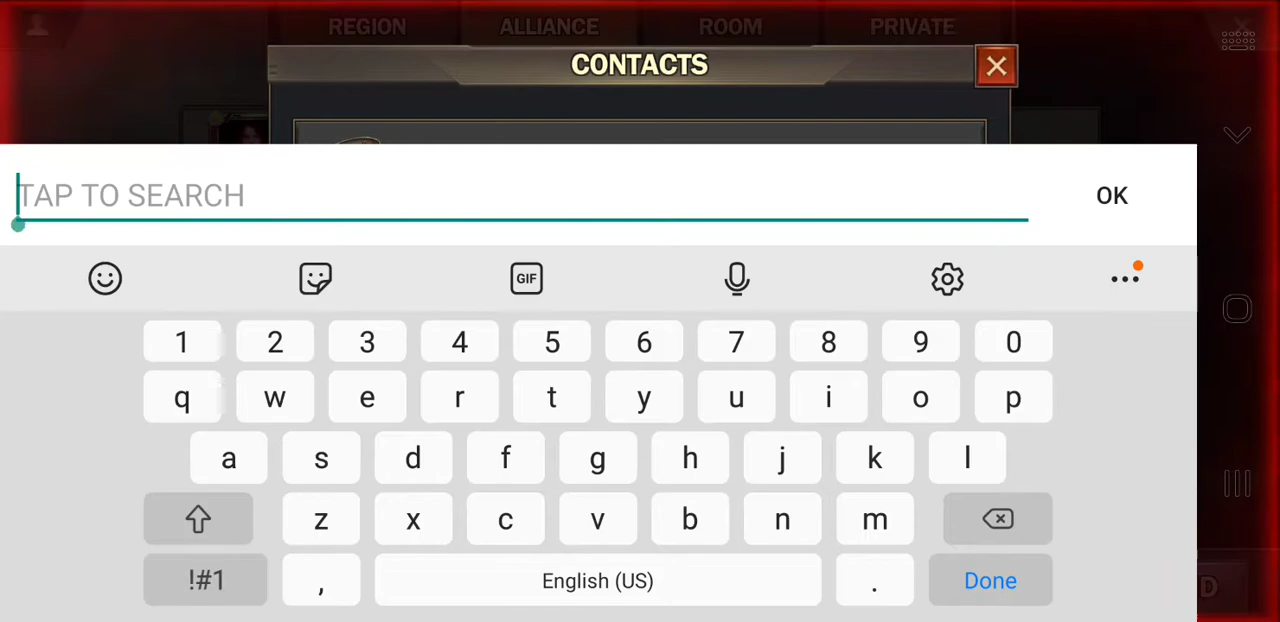 REGION ALLIANCE ROOM PRIVATE
CONTACTS
TAP TO SEARCH OK
GIF
1 2 3 4 5 6 7 8 9 0
q w e r t y u i o p
a s d f g h j k l
z x c v b n m
!#1 , English (US) . Done
D